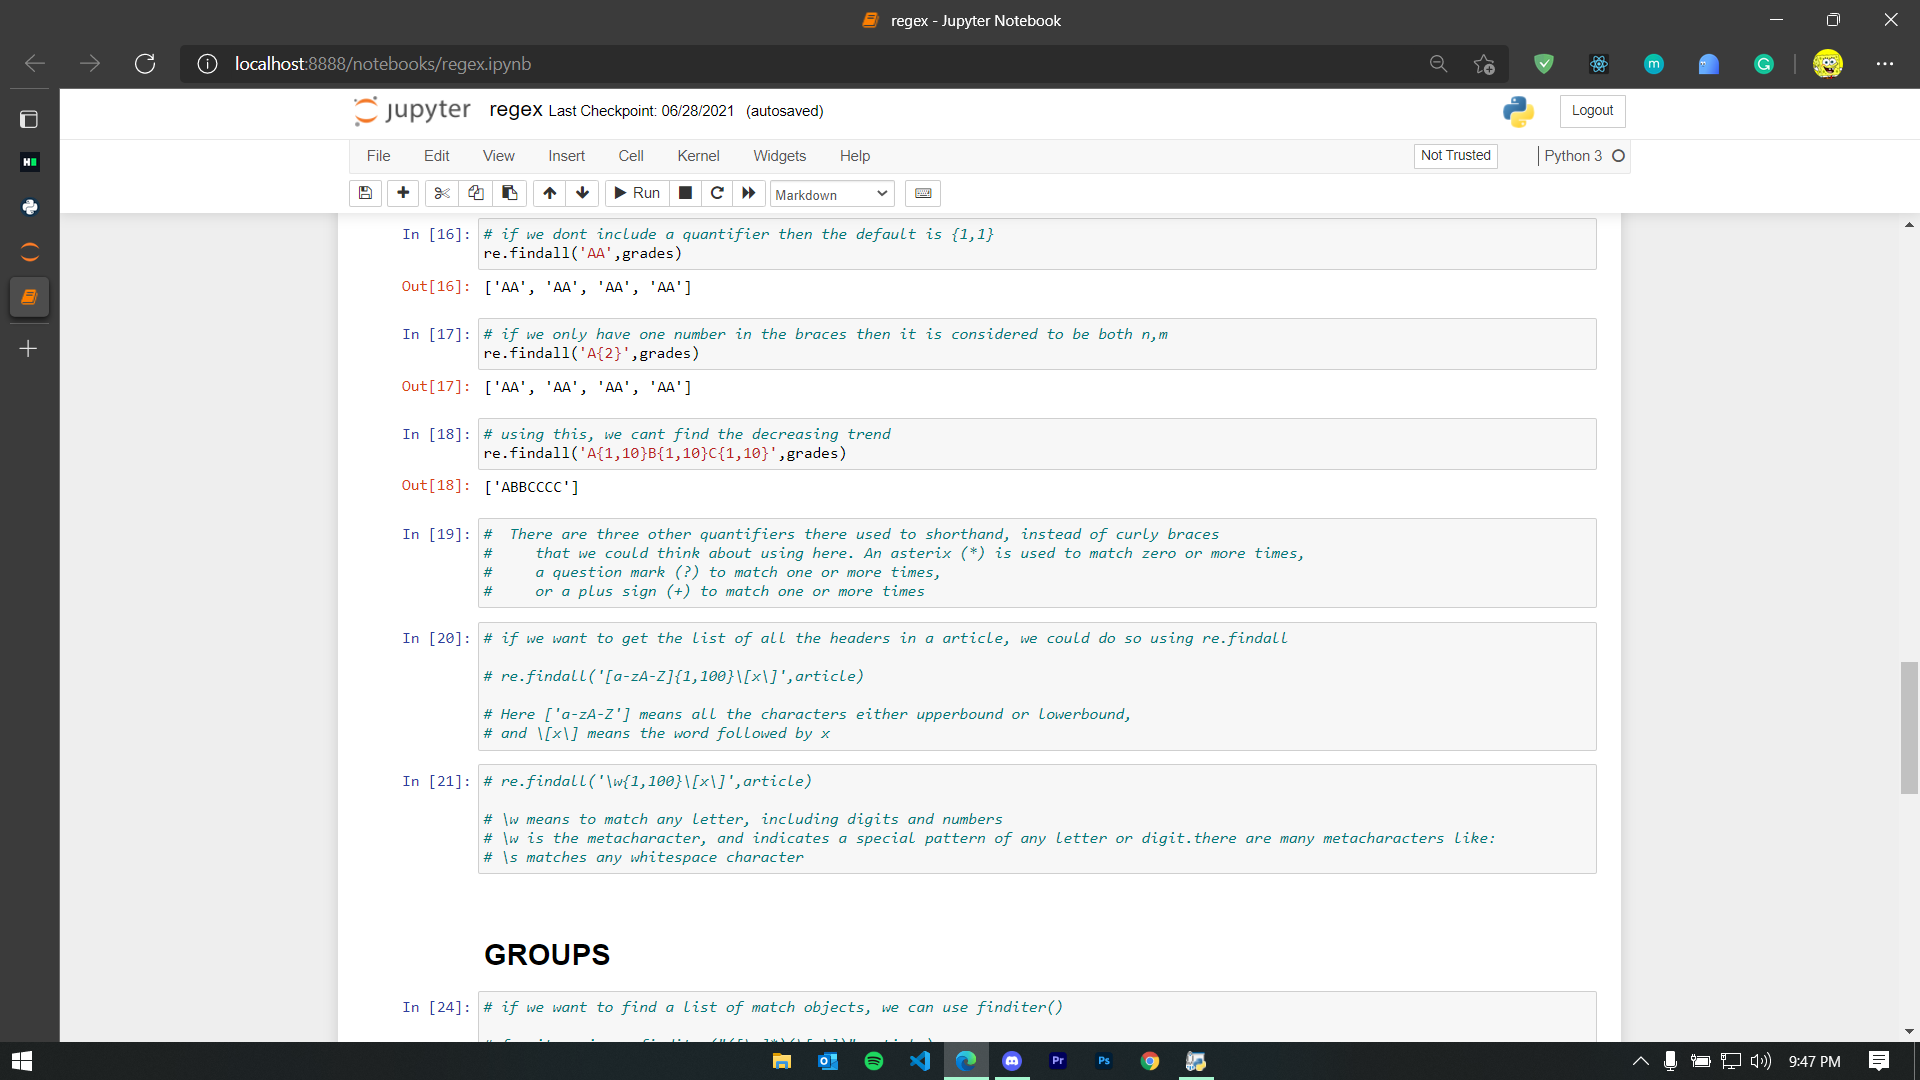 regex - Jupyter Notebook
localhost:8888/notebooks/regex.ipynb
jupyter regex Last Checkpoint: 06/28/2021 (autosaved)
Logout
File Edit View Insert Cell Kernel Widgets Help
Not Trusted
Python 3
Run
Markdown
In [16]: # if we dont include a quantifier then the default is {1,1}
re.findall('AA',grades)
Out[16]: ['AA', 'AA', 'AA', 'AA']
In [17]: # if we only have one number in the braces then it is considered to be both n,m
re.findall('A{2}',grades)
Out[17]: ['AA', 'AA', 'AA', 'AA']
In [18]: # using this, we cant find the decreasing trend
re.findall('A{1,10}B{1,10}C{1,10}',grades)
Out[18]: ['ABBCCCC']
In [19]: #  There are three other quantifiers there used to shorthand, instead of curly braces
#     that we could think about using here. An asterix (*) is used to match zero or more times,
#     a question mark (?) to match one or more times,
#     or a plus sign (+) to match one or more times
In [20]: # if we want to get the list of all the headers in a article, we could do so using re.findall
# re.findall('[a-zA-Z]{1,100}\[x\]',article)
# Here ['a-zA-Z'] means all the characters either upperbound or lowerbound,
# and \[x\] means the word followed by x
In [21]: # re.findall('\w{1,100}\[x\]',article)
# \w means to match any letter, including digits and numbers
# \w is the metacharacter, and indicates a special pattern of any letter or digit.there are many metacharacters like:
# \s matches any whitespace character
GROUPS
In [24]: # if we want to find a list of match objects, we can use finditer()
9:47 PM